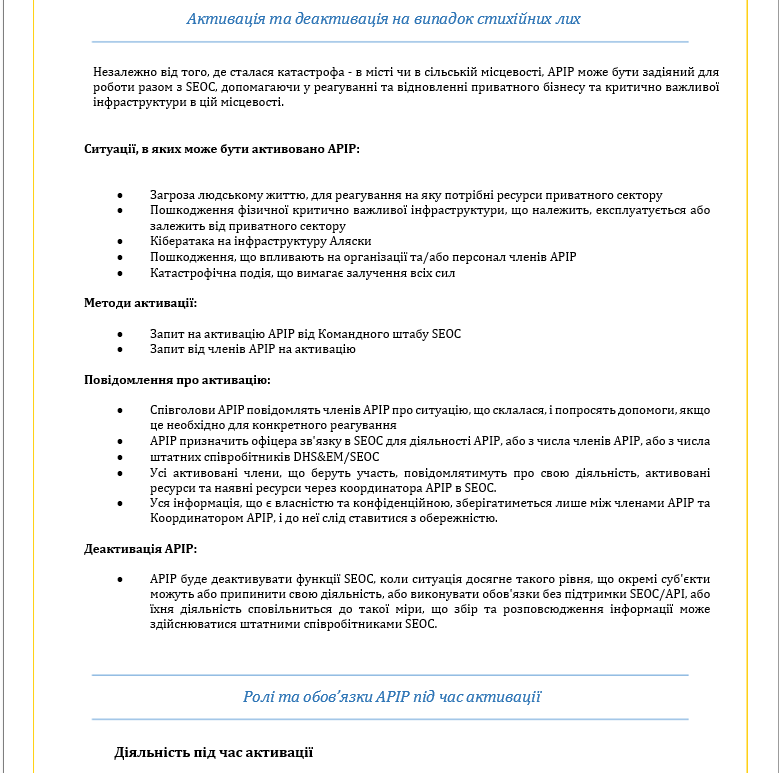 Активація та деактивація на випадок стихійних лих
Незалежно від того, де сталася катастрофа - в місті чи в сільській місцевості, APIP може бути задіяний для
роботи разом з SEOC, допомагаючи у реагуванні та відновленні приватного бізнесу та критично важливої
інфраструктури в цій місцевості.
Ситуації, в яких може бути активовано APIP:
• Загроза людському життю, для реагування на яку потрібні ресурси приватного сектору
• Пошкодження фізичної критично важливої інфраструктури, що належить, експлуатується або
залежить від приватного сектору
• Кібератака на інфраструктуру Аляски
• Пошкодження, що впливають на організації та/або персонал членів APIP
• Катастрофічна подія, що вимагає залучення всіх сил
Методи активації:
• Запит на активацію APIP від Командного штабу SEOC
• Запит від членів APIP на активацію
Повідомлення про активацію:
• Співголови APIP повідомлять членів APIP про ситуацію, що склалася, і попросять допомоги, якщо
це необхідно для конкретного реагування
• APIP призначить офіцера зв'язку в SEOC для діяльності APIP, або з числа членів APIP, або з числа
• штатних співробітників DHS&EM/SEOC
• Усі активовані члени, що беруть участь, повідомлятимуть про свою діяльність, активовані
ресурси та наявні ресурси через координатора APIP в SEOC.
• Уся інформація, що є власністю та конфіденційною, зберігатиметься лише між членами APIP та
Координатором APIP, і до неї слід ставитися з обережністю.
Деактивація APIP:
• APIP буде деактивувати функції SEOC, коли ситуація досягне такого рівня, що окремі суб'єкти
можуть або припинити свою діяльність, або виконувати обов'язки без підтримки SEOC/API, або
їхня діяльність сповільниться до такої міри, що збір та розповсюдження інформації може
здійснюватися штатними співробітниками SEOC.
Ролі та обов'язки APIP під час активації
Діяльність під час активації